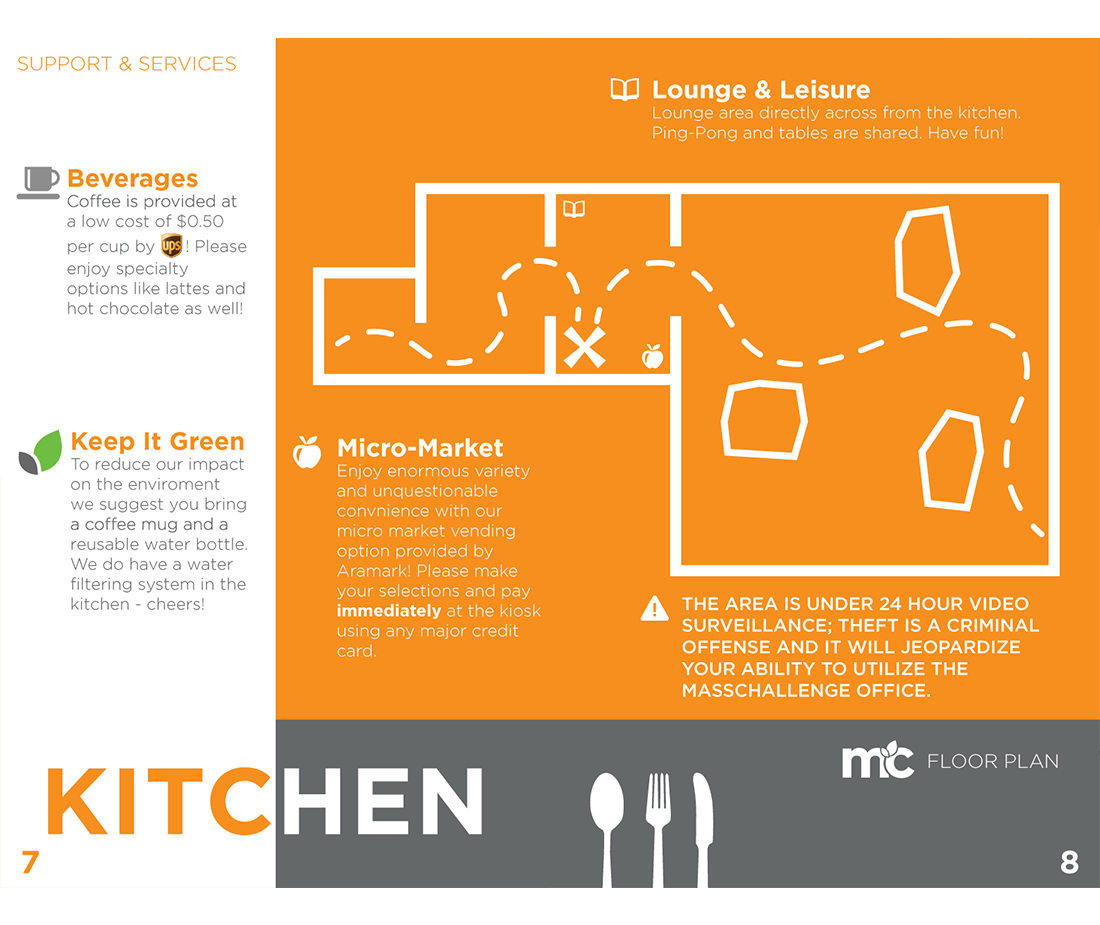 SUPPORT & SERVICES
Beverages
Coffee is provided at
a low cost of $0.50
per cup by ups! Please
enjoy specialty
options like lattes and
hot chocolate as well!
Keep It Green
To reduce our impact
on the enviroment
we suggest you bring
a coffee mug and a
reusable water bottle.
We do have a water
filtering system in the
kitchen - cheers!
Lounge & Leisure
Lounge area directly across from the kitchen.
Ping-Pong and tables are shared. Have fun!
Micro-Market
Enjoy enormous variety
and unquestionable
convnience with our
micro market vending
option provided by
Aramark! Please make
your selections and pay
immediately at the kiosk
using any major credit
card.
THE AREA IS UNDER 24 HOUR VIDEO
SURVEILLANCE; THEFT IS A CRIMINAL
OFFENSE AND IT WILL JEOPARDIZE
YOUR ABILITY TO UTILIZE THE
MASSCHALLENGE OFFICE.
KITCHEN
mc FLOOR PLAN
7
8